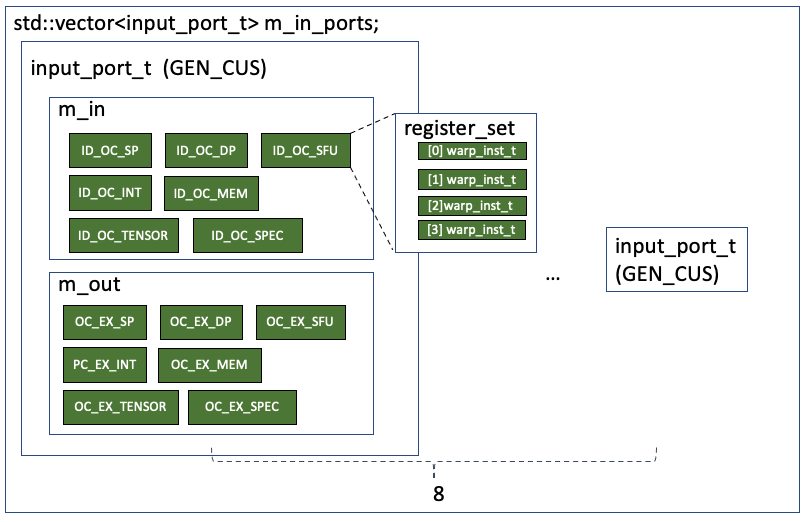 std::vector<input_port_t> m_in_ports;
input_port_t  (GEN_CUS)
m_in
ID_OC_SP
ID_OC_DP
ID_OC_SFU
ID_OC_INT
ID_OC_MEM
ID_OC_TENSOR
ID_OC_SPEC
register_set
[0] warp_inst_t
[1] warp_inst_t
[2]warp_inst_t
[3] warp_inst_t
m_out
OC_EX_SP
OC_EX_DP
OC_EX_SFU
PC_EX_INT
OC_EX_MEM
OC_EX_TENSOR
OC_EX_SPEC
...
input_port_t
(GEN_CUS)
8